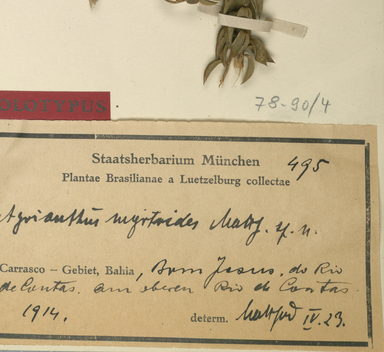 78-90/4
OLOTYPUS
Staatsherbarium München 495
Plantae Brasilianae a Luetzelburg collectae
Agrianthus myrtoides Mattf. sp. n.
Carrasco – Gebiet, Bahia, Bom Jesus do Rio
de Contas. am oberen Rio de Contas.
1914. determ. Mattfeld IV. 23.